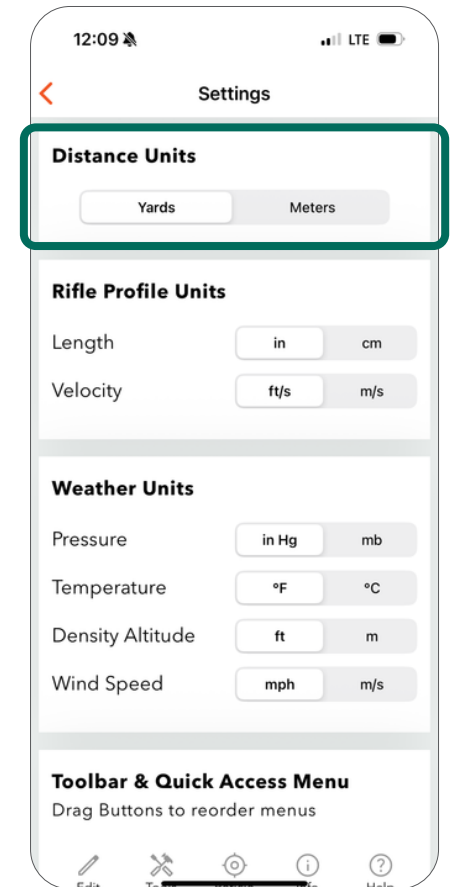 12:09 LTE
Settings
Distance Units
Yards Meters
Rifle Profile Units
Length in cm
Velocity ft/s m/s
Weather Units
Pressure in Hg mb
Temperature °F °C
Density Altitude ft m
Wind Speed mph m/s
Toolbar & Quick Access Menu
Drag Buttons to reorder menus
Edit Help